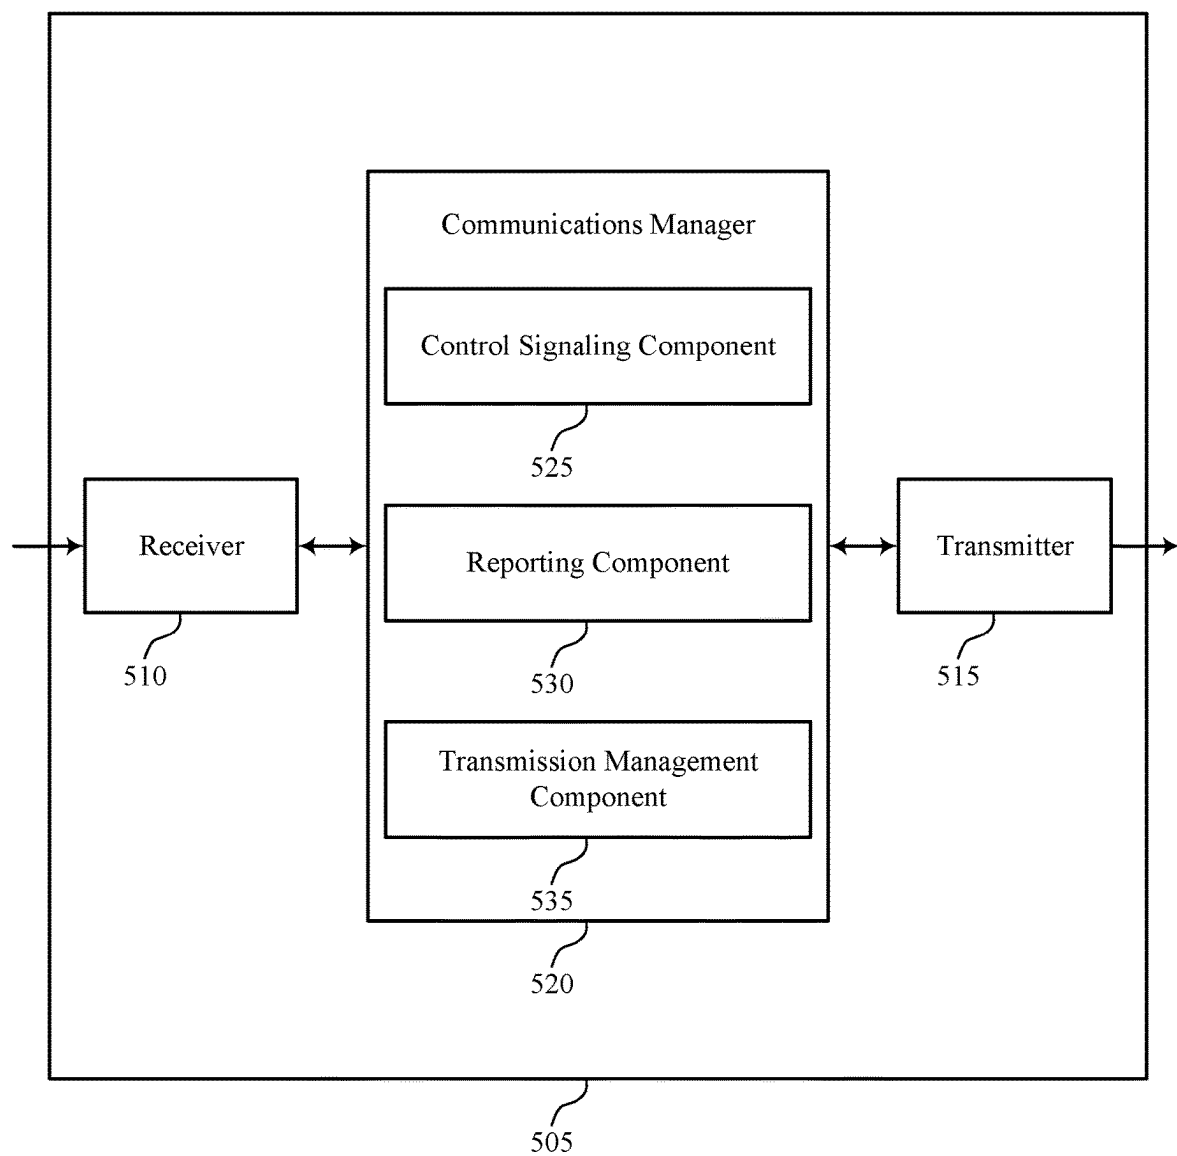 Communications Manager
Control Signaling Component
525
Receiver
510
Reporting Component
530
Transmitter
515
Transmission Management
Component
535
520
505